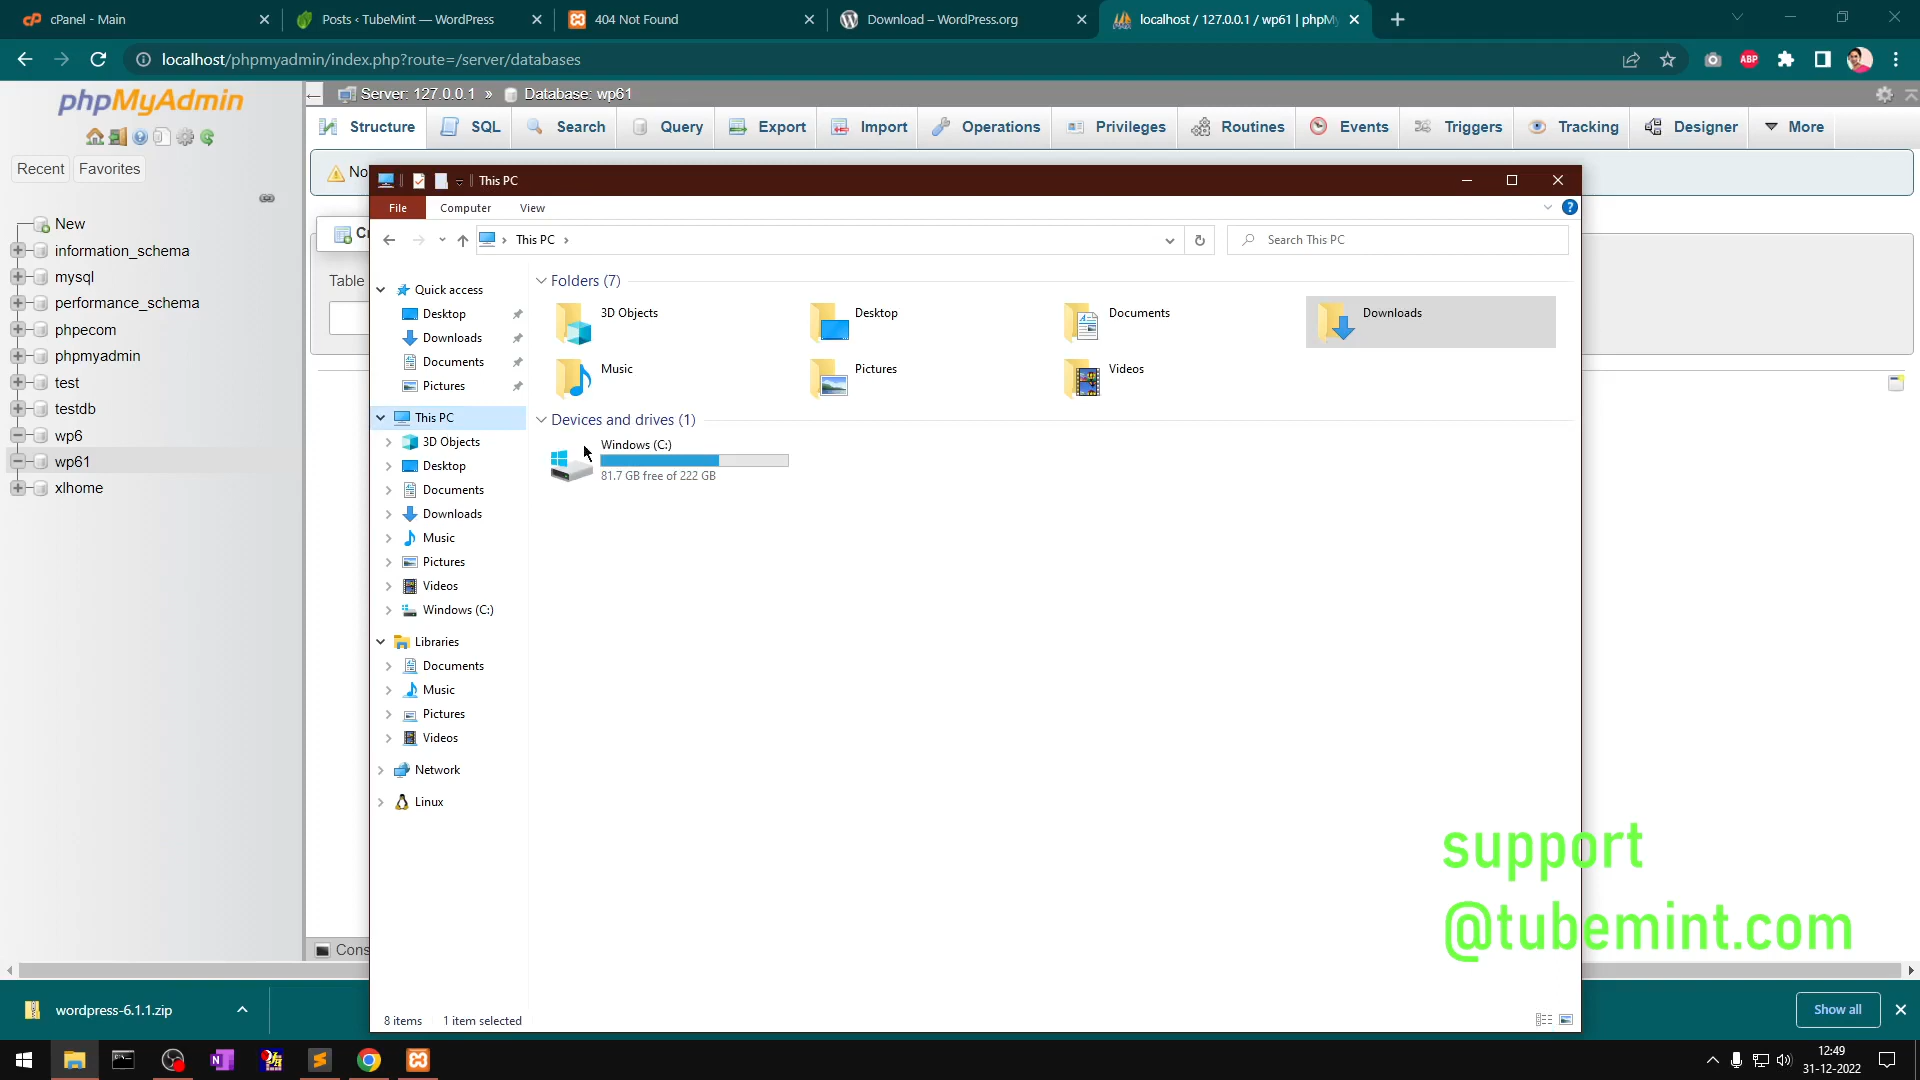 cPanel - Main
Posts ‹ TubeMint — WordPress
404 Not Found
Download – WordPress.org
localhost / 127.0.0.1 / wp61 | phpMy
localhost/phpmyadmin/index.php?route=/server/databases
ABP
phpMyAdmin
Recent
Favorites
New
information_schema
mysql
performance_schema
phpecom
phpmyadmin
test
testdb
wp6
wp61
xlhome
Server: 127.0.0.1 »
Database: wp61
Structure
SQL
Search
Query
Export
Import
Operations
Privileges
Routines
Events
Triggers
Tracking
Designer
More
No
Table
Cons
This PC
File
Computer
View
This PC
Search This PC
Quick access
Desktop
Downloads
Documents
Pictures
This PC
3D Objects
Desktop
Documents
Downloads
Music
Pictures
Videos
Windows (C:)
Libraries
Documents
Music
Pictures
Videos
Network
Linux
Folders (7)
3D Objects
Desktop
Documents
Downloads
Music
Pictures
Videos
Devices and drives (1)
Windows (C:)
81.7 GB free of 222 GB
8 items
1 item selected
support
@tubemint.com
wordpress-6.1.1.zip
Show all
12:49
31-12-2022